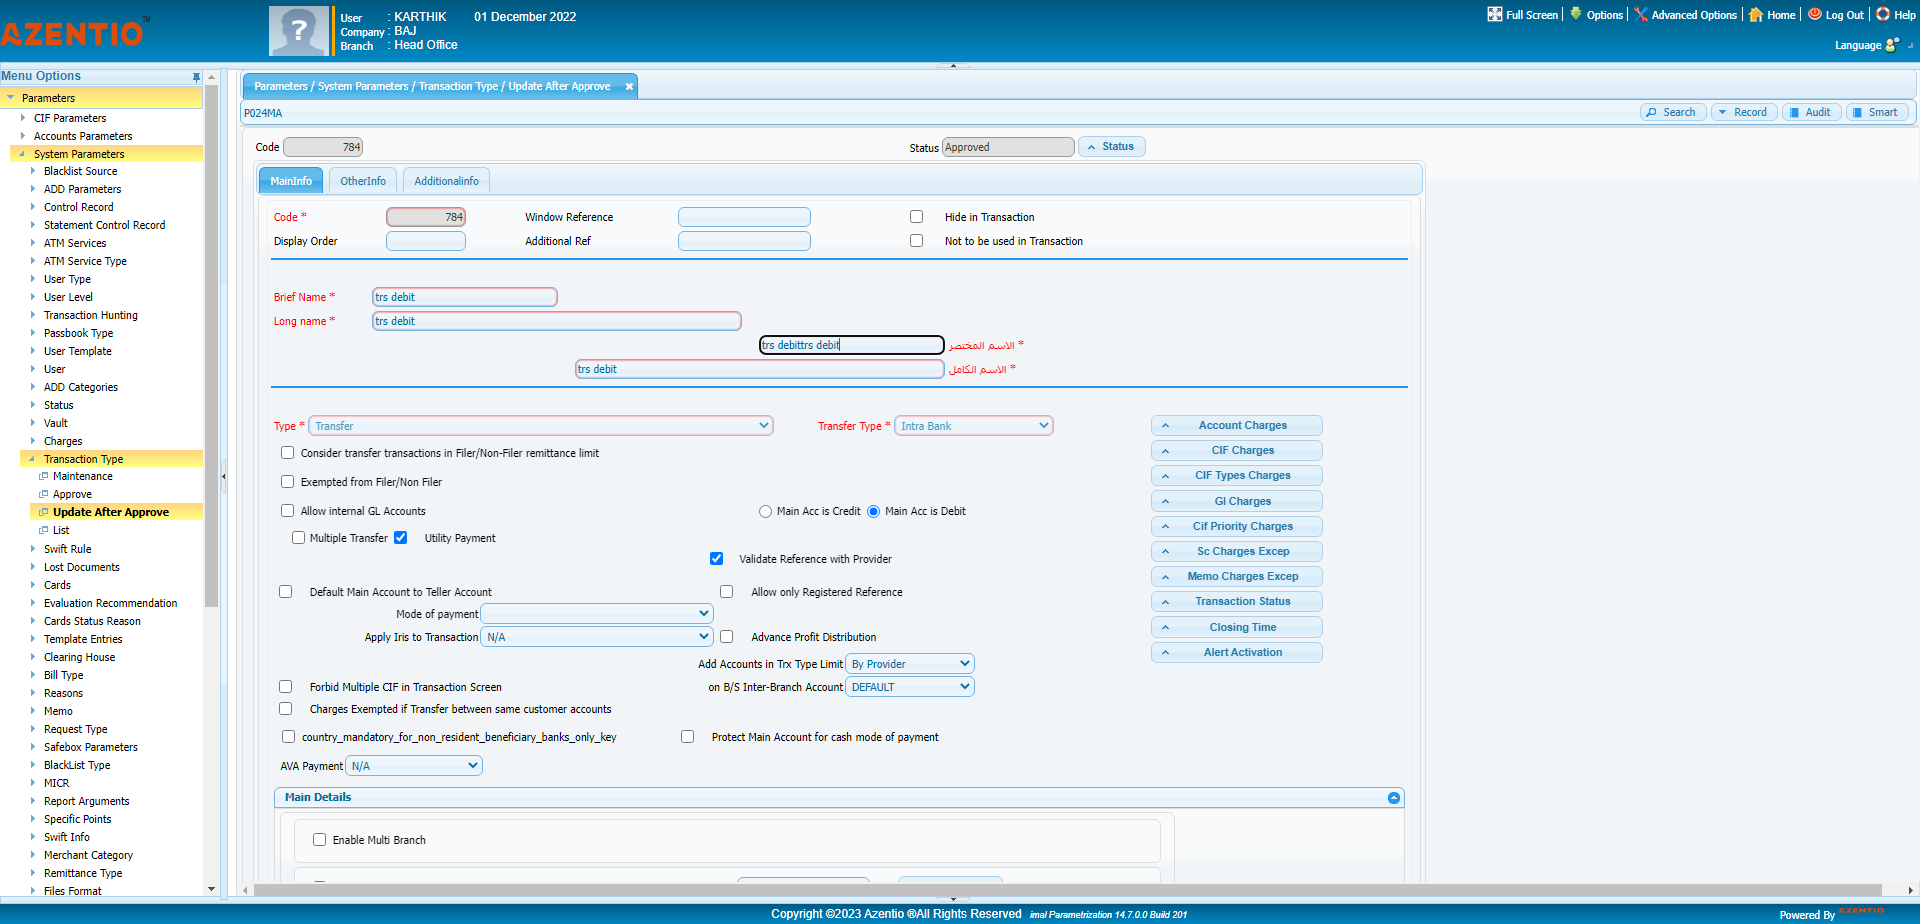 AZENTIO™
User : KARTHIK 01 December 2022
Company : BAJ
Branch : Head Office
Full Screen | Options | Advanced Options | Home | Log Out | Help
Language
Menu Options
Parameters
CIF Parameters
Accounts Parameters
System Parameters
Blacklist Source
ADD Parameters
Control Record
Statement Control Record
ATM Services
ATM Service Type
User Type
User Level
Transaction Hunting
Passbook Type
User Template
User
ADD Categories
Status
Vault
Charges
Transaction Type
Maintenance
Approve
Update After Approve
List
Swift Rule
Lost Documents
Cards
Evaluation Recommendation
Cards Status Reason
Template Entries
Clearing House
Bill Type
Reasons
Memo
Request Type
Safebox Parameters
BlackList Type
MICR
Report Arguments
Specific Points
Swift Info
Merchant Category
Remittance Type
Files Format
Parameters / System Parameters / Transaction Type / Update After Approve
P024MA
Search Record Audit Smart
Code 784 Status Approved Status
MainInfo OtherInfo AdditionalInfo
Code * 784 Window Reference Hide in Transaction
Display Order Additional Ref Not to be used in Transaction
Brief Name * trs debit
Long name * trs debit
trs debittrs debit الاسم المختصر *
trs debit الاسم الكامل *
Type * Transfer Transfer Type * Intra Bank
Consider transfer transactions in Filer/Non-Filer remittance limit
Exempted from Filer/Non Filer
Allow internal GL Accounts Main Acc is Credit Main Acc is Debit
Multiple Transfer Utility Payment
Validate Reference with Provider
Default Main Account to Teller Account Allow only Registered Reference
Mode of payment
Apply Iris to Transaction N/A Advance Profit Distribution
Add Accounts in Trx Type Limit By Provider
Forbid Multiple CIF in Transaction Screen on B/S Inter-Branch Account DEFAULT
Charges Exempted if Transfer between same customer accounts
country_mandatory_for_non_resident_beneficiary_banks_only_key Protect Main Account for cash mode of payment
AVA Payment N/A
Account Charges
CIF Charges
CIF Types Charges
Gl Charges
Cif Priority Charges
Sc Charges Excep
Memo Charges Excep
Transaction Status
Closing Time
Alert Activation
Main Details
Enable Multi Branch
Copyright ©2023 Azentio ®All Rights Reserved imal Parametrization 14.7.0.0 Build 201
Powered By AZENTIO